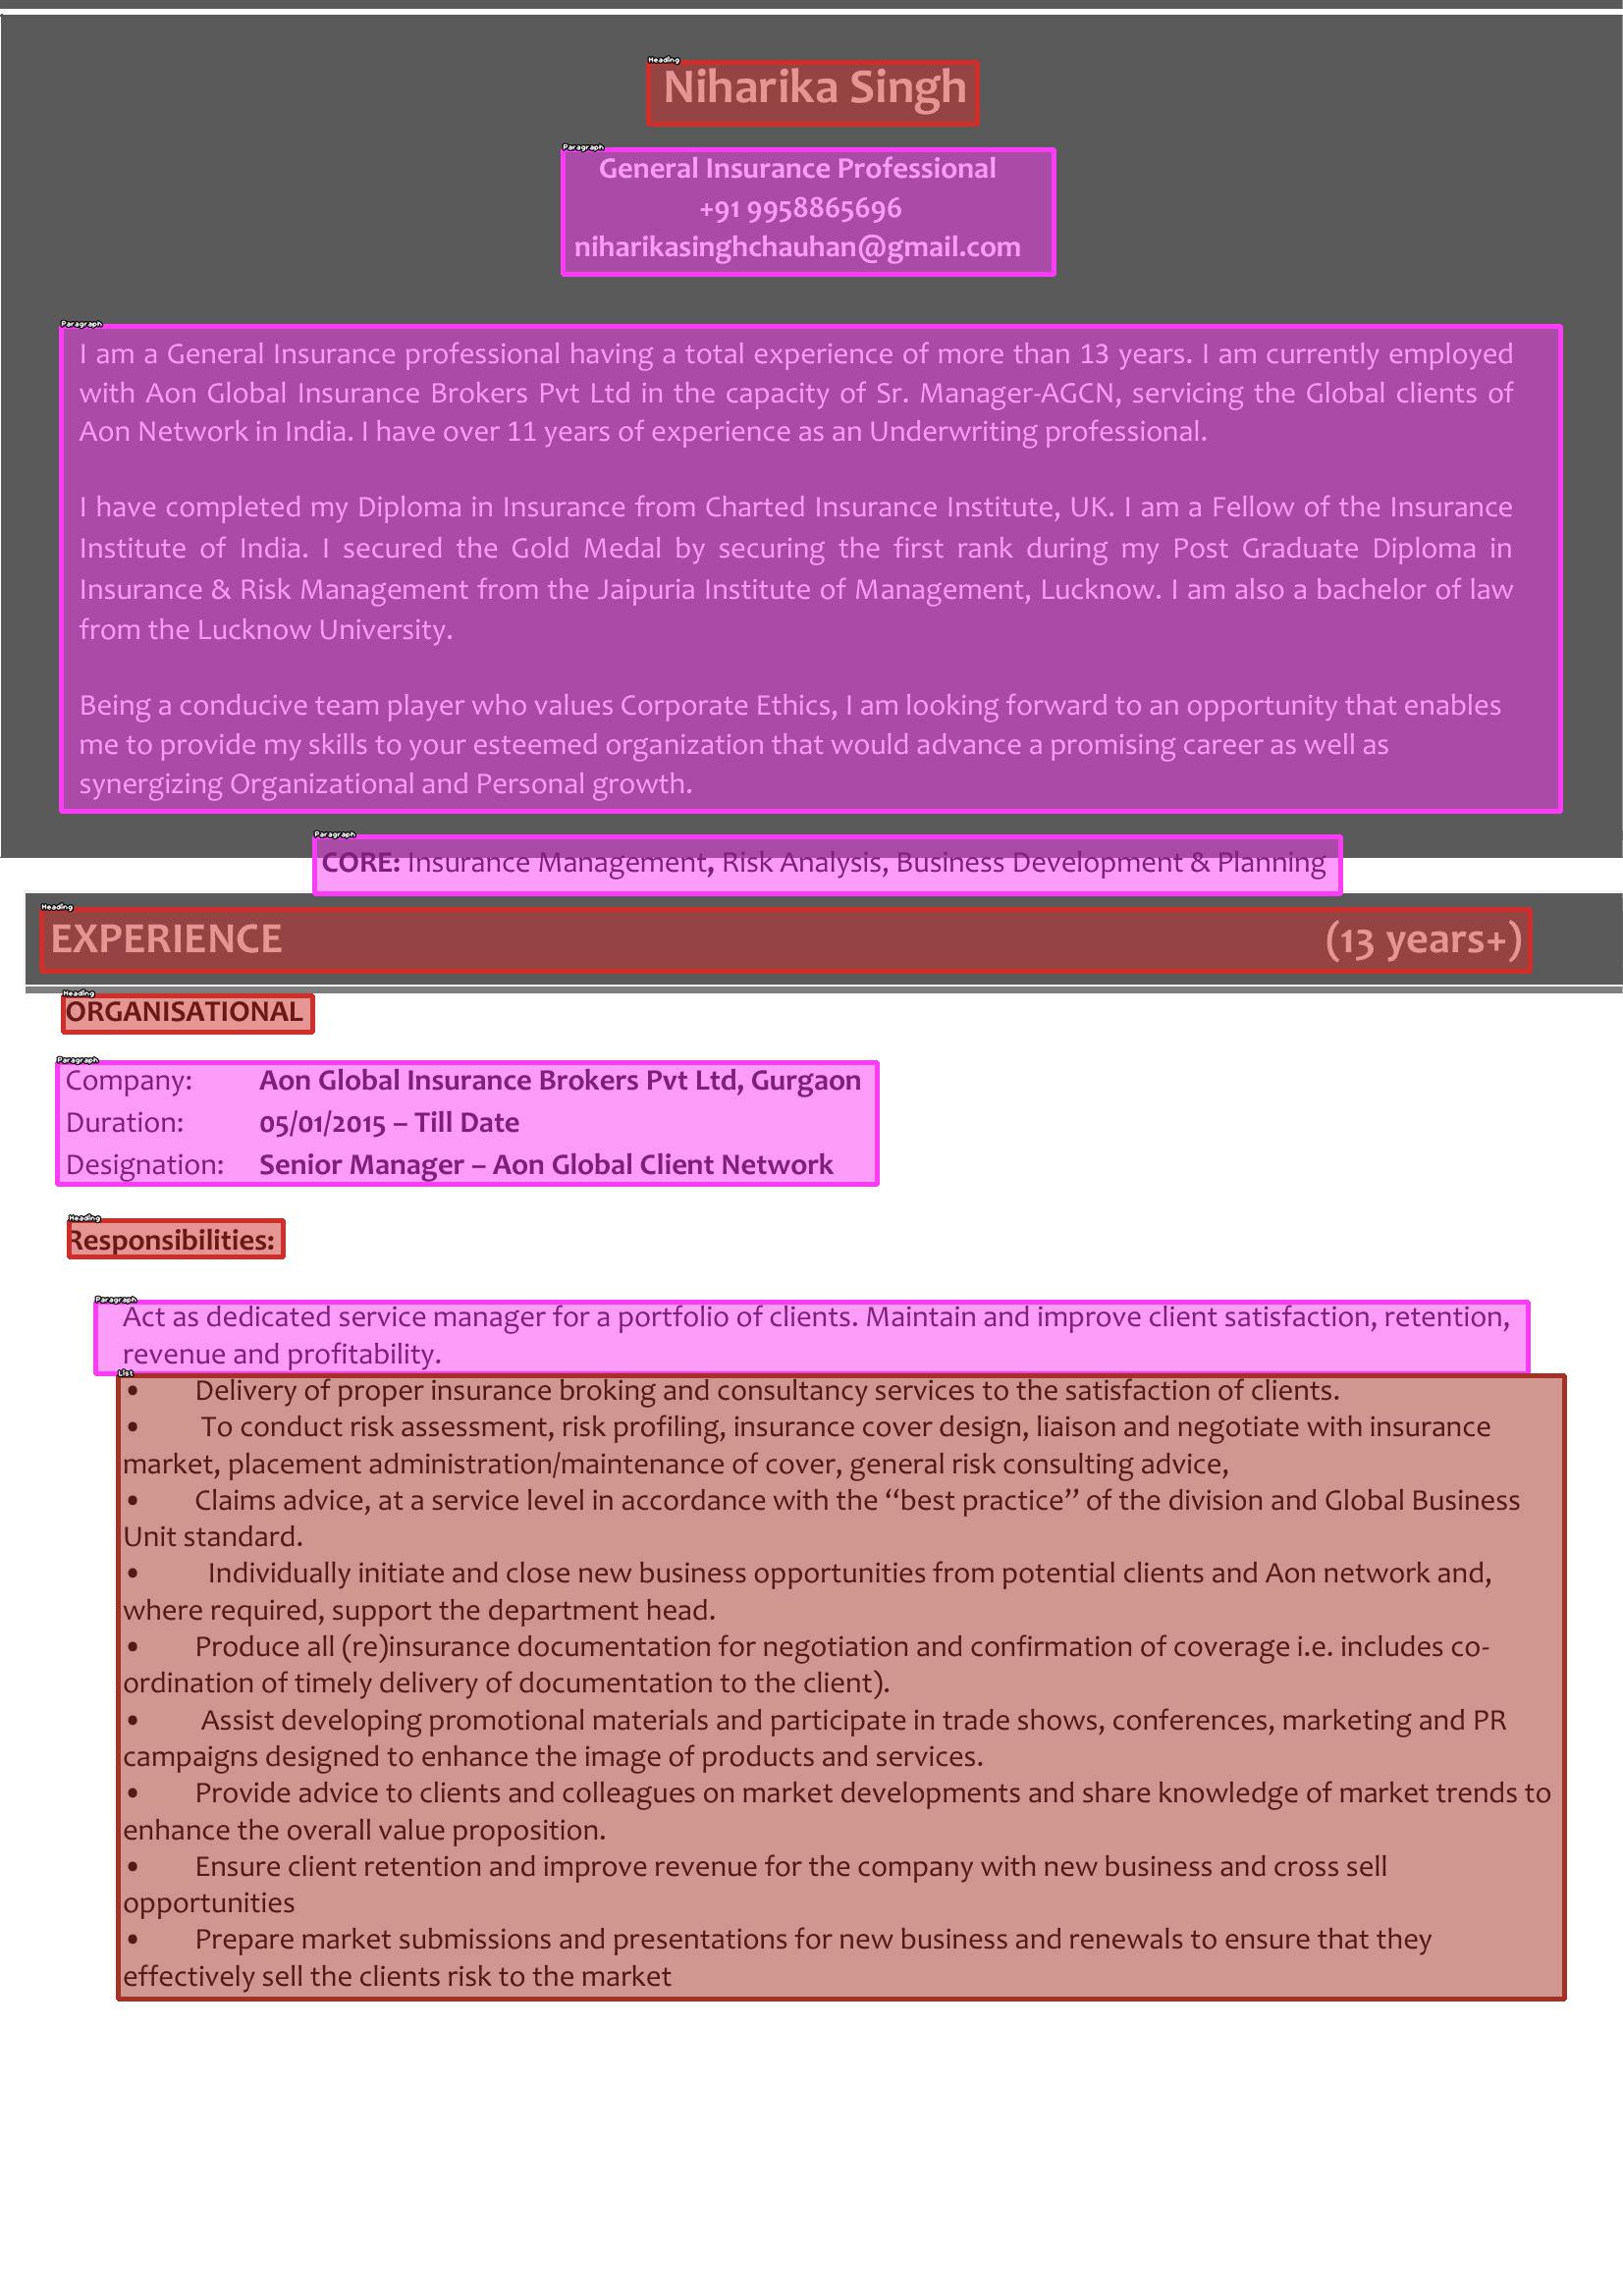 Heading
Niharika Singh
Paragraph
General Insurance Professional
+91 9958865696
niharikasinghchauhan@gmail.com
Paragraph
I am a General Insurance professional having a total experience of more than 13 years. I am currently employed
with Aon Global Insurance Brokers Pvt Ltd in the capacity of Sr. Manager-AGCN, servicing the Global clients of
Aon Network in India. I have over 11 years of experience as an Underwriting professional.
I have completed my Diploma in Insurance from Charted Insurance Institute, UK. I am a Fellow of the Insurance
Institute of India. I secured the Gold Medal by securing the first rank during my Post Graduate Diploma in
Insurance & Risk Management from the Jaipuria Institute of Management, Lucknow. I am also a bachelor of law
from the Lucknow University.
Being a conducive team player who values Corporate Ethics, I am looking forward to an opportunity that enables
me to provide my skills to your esteemed organization that would advance a promising career as well as
synergizing Organizational and Personal growth.
Paragraph
CORE: Insurance Management, Risk Analysis, Business Development & Planning
Heading
EXPERIENCE (13 years+)
Heading
ORGANISATIONAL
Paragraph
Company: Aon Global Insurance Brokers Pvt Ltd, Gurgaon
Duration: 05/01/2015 – Till Date
Designation: Senior Manager – Aon Global Client Network
Heading
Responsibilities:
Paragraph
Act as dedicated service manager for a portfolio of clients. Maintain and improve client satisfaction, retention,
revenue and profitability.
List
• Delivery of proper insurance broking and consultancy services to the satisfaction of clients.
• To conduct risk assessment, risk profiling, insurance cover design, liaison and negotiate with insurance
market, placement administration/maintenance of cover, general risk consulting advice,
• Claims advice, at a service level in accordance with the “best practice” of the division and Global Business
Unit standard.
• Individually initiate and close new business opportunities from potential clients and Aon network and,
where required, support the department head.
• Produce all (re)insurance documentation for negotiation and confirmation of coverage i.e. includes co-
ordination of timely delivery of documentation to the client).
• Assist developing promotional materials and participate in trade shows, conferences, marketing and PR
campaigns designed to enhance the image of products and services.
• Provide advice to clients and colleagues on market developments and share knowledge of market trends to
enhance the overall value proposition.
• Ensure client retention and improve revenue for the company with new business and cross sell
opportunities
• Prepare market submissions and presentations for new business and renewals to ensure that they
effectively sell the clients risk to the market